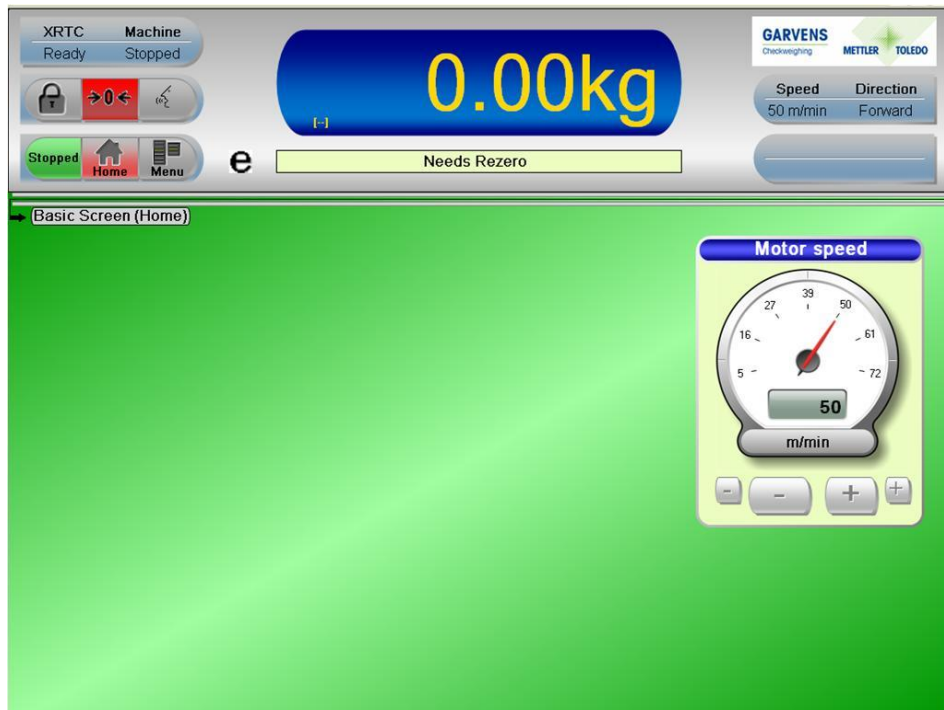 XRTC Machine
Ready Stopped
→0←
Stopped
Home
Menu
0.00kg
[--]
e
Needs Rezero
GARVENS
Checkweighing
METTLER TOLEDO
Speed Direction
50 m/min Forward
Basic Screen (Home)
Motor speed
5 16 27 39 50 61 72
50
m/min
- - + +